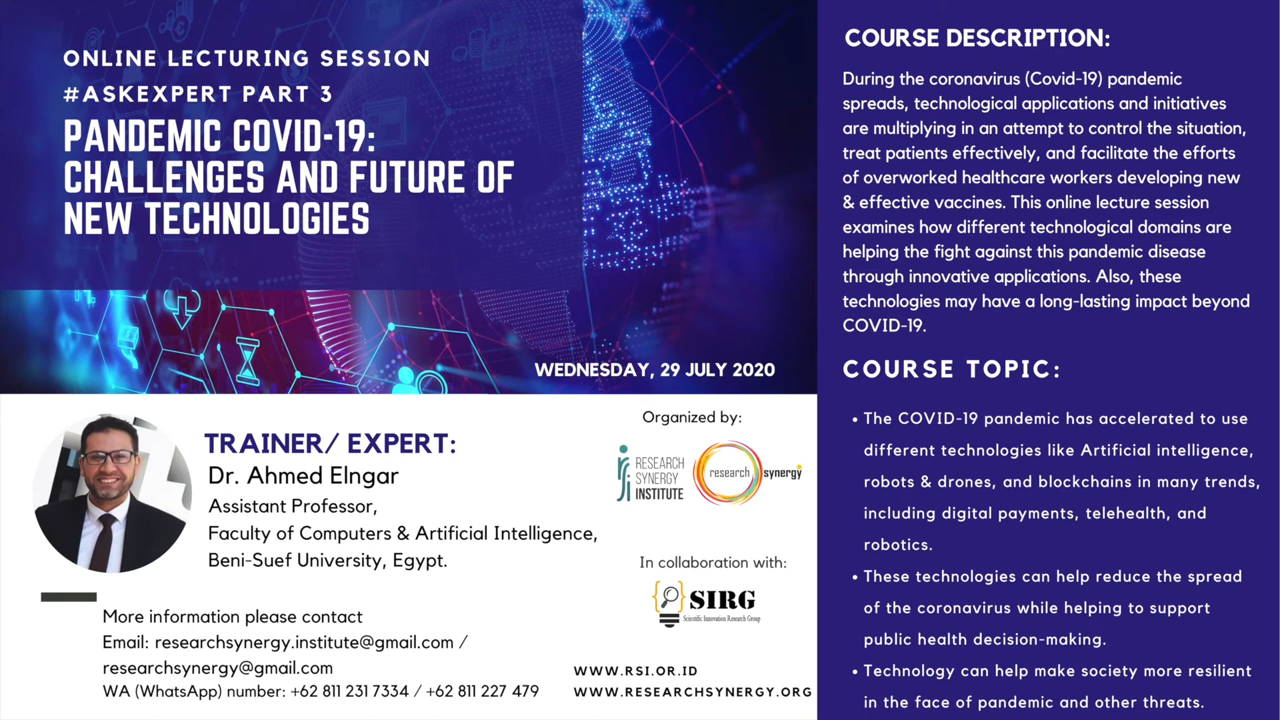 ONLINE LECTURING SESSION
#ASKEXPERT PART 3
PANDEMIC COVID-19:
CHALLENGES AND FUTURE OF
NEW TECHNOLOGIES
WEDNESDAY, 29 JULY 2020
TRAINER/ EXPERT:
Dr. Ahmed Elngar
Assistant Professor,
Faculty of Computers & Artificial Intelligence,
Beni-Suef University, Egypt.
More information please contact
Email: researchsynergy.institute@gmail.com /
researchsynergy@gmail.com
WA (WhatsApp) number: +62 811 231 7334 / +62 811 227 479
Organized by:
rsi
RESEARCH
SYNERGY
INSTITUTE
research synergy
In collaboration with:
SIRG
Scientific Innovation Research Group
WWW.RSI.OR.ID
WWW.RESEARCHSYNERGY.ORG
COURSE DESCRIPTION:
During the coronavirus (Covid-19) pandemic
spreads, technological applications and initiatives
are multiplying in an attempt to control the situation,
treat patients effectively, and facilitate the efforts
of overworked healthcare workers developing new
& effective vaccines. This online lecture session
examines how different technological domains are
helping the fight against this pandemic disease
through innovative applications. Also, these
technologies may have a long-lasting impact beyond
COVID-19.
COURSE TOPIC:
• The COVID-19 pandemic has accelerated to use
different technologies like Artificial intelligence,
robots & drones, and blockchains in many trends,
including digital payments, telehealth, and
robotics.
• These technologies can help reduce the spread
of the coronavirus while helping to support
public health decision-making.
• Technology can help make society more resilient
in the face of pandemic and other threats.